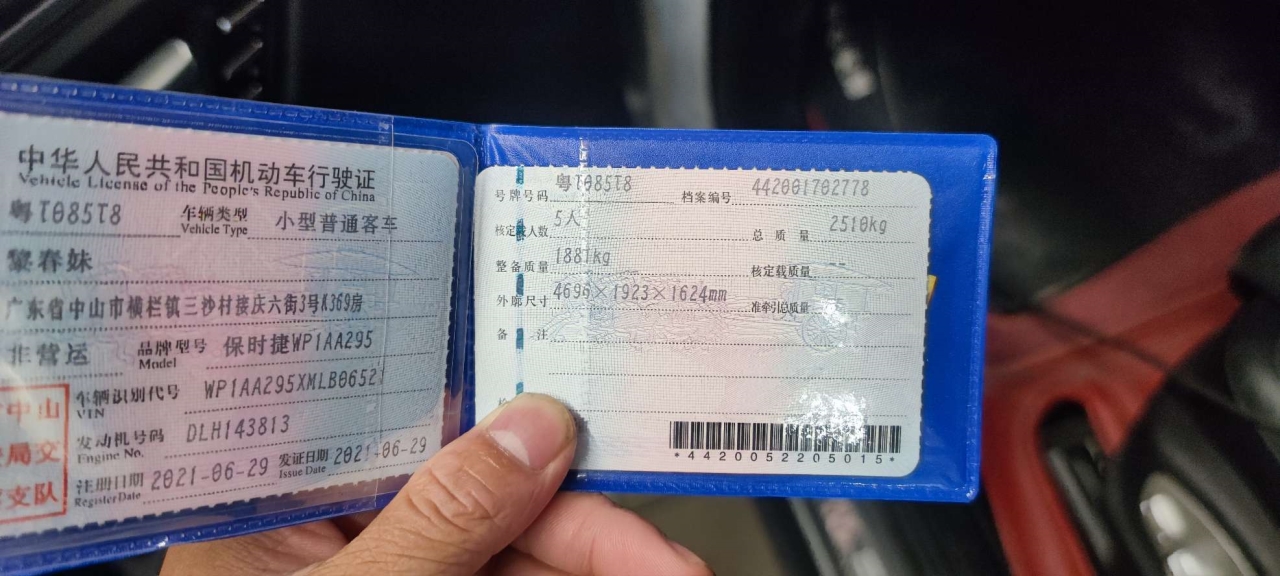 中华人民共和国机动车行驶证
Vehicle License of the People's Republic of China
粤T085T8 车辆类型 小型普通客车
Vehicle Type
黎春妹
广东省中山市横栏镇三沙村接庆六街3号K369房
非营运 品牌型号 保时捷WP1AA295
Model
车辆识别代号 WP1AA295XMLB0652
VIN
发动机号码 DLH143813
Engine No.
注册日期 2021-06-29 发证日期 2021-06-29
Register Date Issue Date
中山
局交
支队
号牌号码 粤T085T8 档案编号 442001702778
核定载人数 5人 总质量 2510kg
整备质量 1881kg 核定载质量 --
外廓尺寸 4696×1923×1624mm 准牵引总质量
备注
*4420052205015*